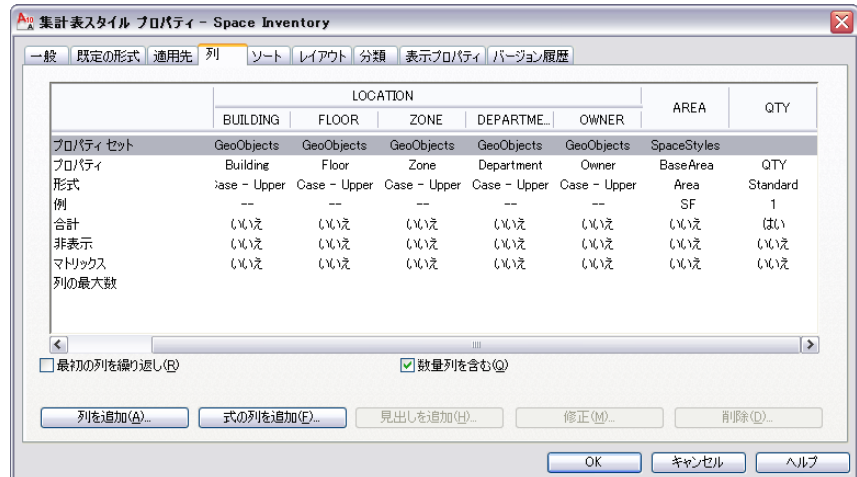 集計表スタイル プロパティ - Space Inventory
一般 既定の形式 適用先 列 ソート レイアウト 分類 表示プロパティ バージョン履歴
LOCATION
AREA QTY
BUILDING FLOOR ZONE DEPARTME... OWNER
プロパティ セット GeoObjects GeoObjects GeoObjects GeoObjects GeoObjects SpaceStyles
プロパティ Building Floor Zone Department Owner BaseArea QTY
形式 Case - Upper Case - Upper Case - Upper Case - Upper Case - Upper Area Standard
例 -- -- -- -- -- SF 1
合計 いいえ いいえ いいえ いいえ いいえ いいえ はい
非表示 いいえ いいえ いいえ いいえ いいえ いいえ いいえ
マトリックス いいえ いいえ いいえ いいえ いいえ いいえ いいえ
列の最大数
最初の列を繰り返し(R) 数量列を含む(Q)
列を追加(A)... 式の列を追加(F)... 見出しを追加(H)... 修正(M)... 削除(D)...
OK キャンセル ヘルプ